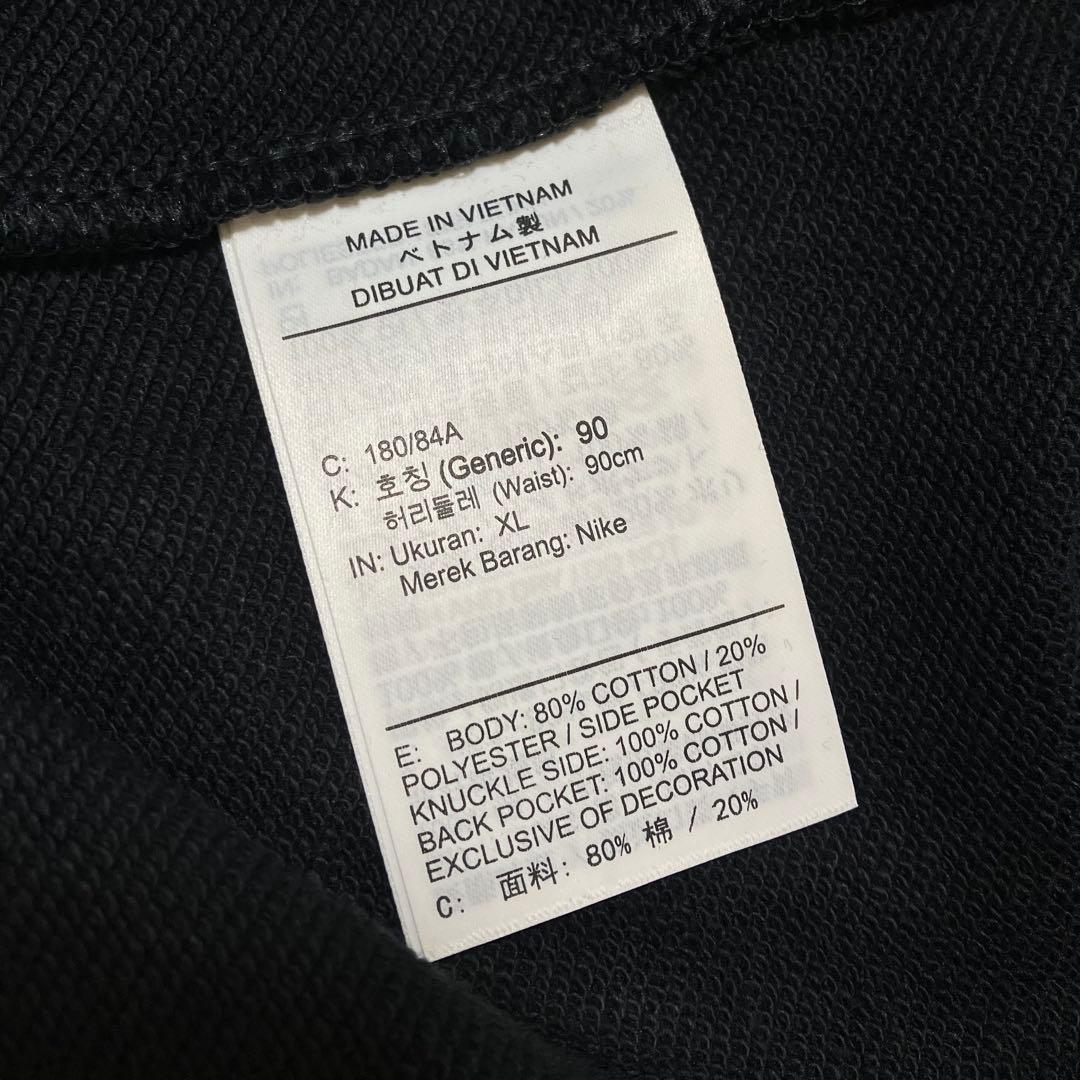 MADE IN VIETNAM
ベトナム製
DIBUAT DI VIETNAM
C: 180/84A
K: 호칭 (Generic): 90
허리둘레 (Waist): 90cm
IN: Ukuran: XL
Merek Barang: Nike
E: BODY: 80% COTTON / 20%
POLYESTER / SIDE POCKET
KNUCKLE SIDE: 100% COTTON /
BACK POCKET: 100% COTTON /
EXCLUSIVE OF DECORATION
C: 面料: 80% 棉 / 20%